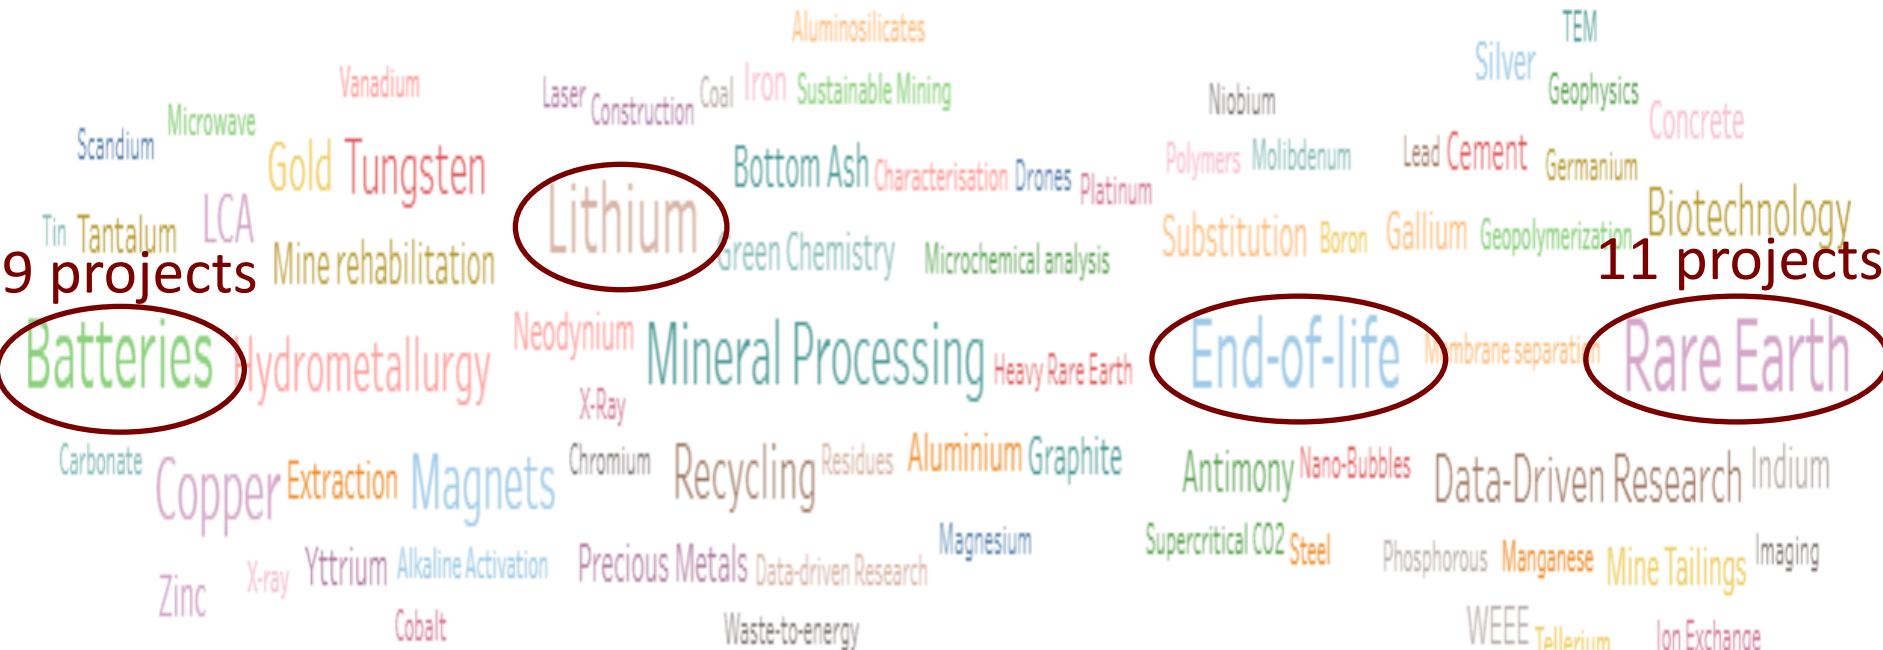 Aluminosilicates
TEM
Silver
Vanadium
Laser Construction Coal Iron Sustainable Mining
Niobium
Geophysics
Concrete
Scandium Microwave
Gold Tungsten
Lithium
Bottom Ash Characterisation Drones Platinum
Polymers Molibdenum
Lead Cement Germanium
Tin Tantalum LCA
Mine rehabilitation
Green Chemistry Microchemical analysis
Substitution Boron Gallium Geopolymerization Biotechnology
9 projects
11 projects
Batteries Hydrometallurgy Neodynium Mineral Processing Heavy Rare Earth
End-of-life Membrane separation Rare Earth
X-Ray
Carbonate Copper Extraction Magnets Chromium Recycling Residues Aluminium Graphite
Antimony Nano-Bubbles Data-Driven Research Indium
Zinc X-ray Yttrium Alkaline Activation Precious Metals Data-driven Research Magnesium
Supercritical CO2 Steel Phosphorous Manganese Mine Tailings Imaging
Cobalt Waste-to-energy
WEEE Tellerium Ion Exchange